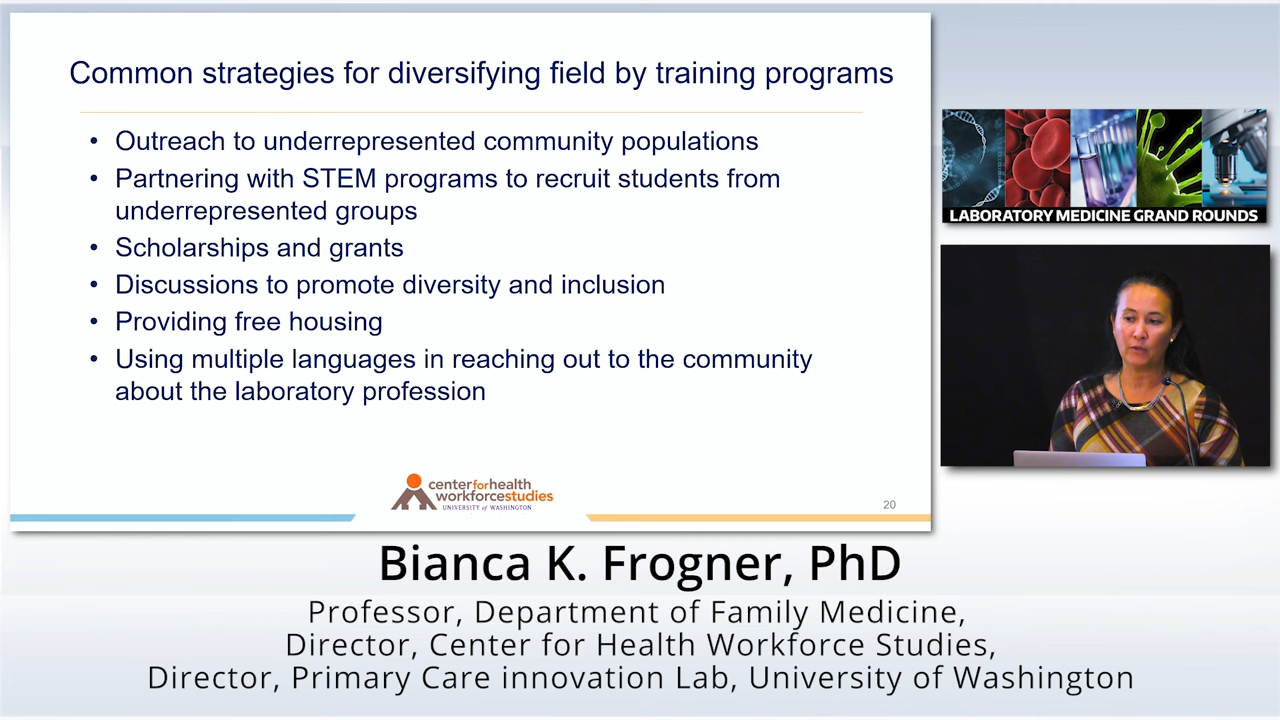 Common strategies for diversifying field by training programs
• Outreach to underrepresented community populations
• Partnering with STEM programs to recruit students from
underrepresented groups
• Scholarships and grants
• Discussions to promote diversity and inclusion
• Providing free housing
• Using multiple languages in reaching out to the community
about the laboratory profession
centerforhealth
workforcestudies
UNIVERSITY of WASHINGTON
20
LABORATORY MEDICINE GRAND ROUNDS
Bianca K. Frogner, PhD
Professor, Department of Family Medicine,
Director, Center for Health Workforce Studies,
Director, Primary Care innovation Lab, University of Washington